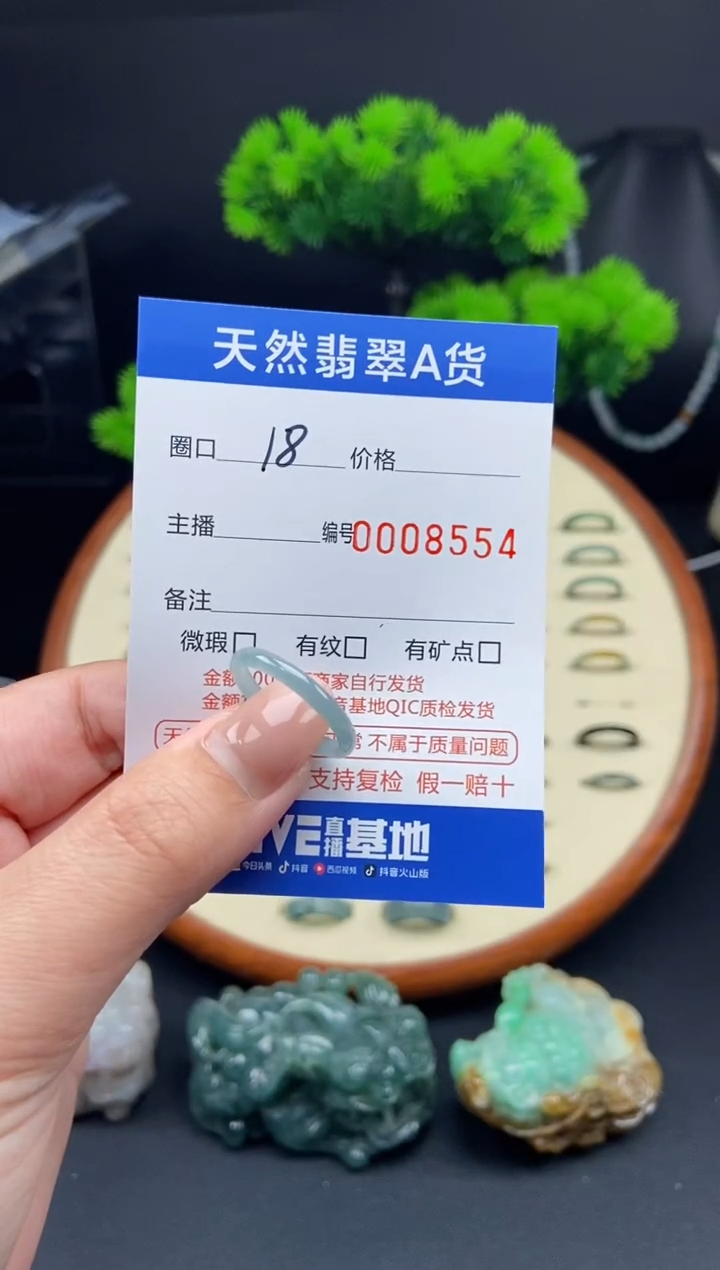 天然翡翠A货
圈口 18 价格
主播 编号0008554
备注
微瑕□ 有纹□ 有矿点□
金额 商家自行发货
金额 基地QIC质检发货
不属于质量问题
支持复检 假一赔十
直播基地
今日头条 抖音 西瓜视频 抖音火山版